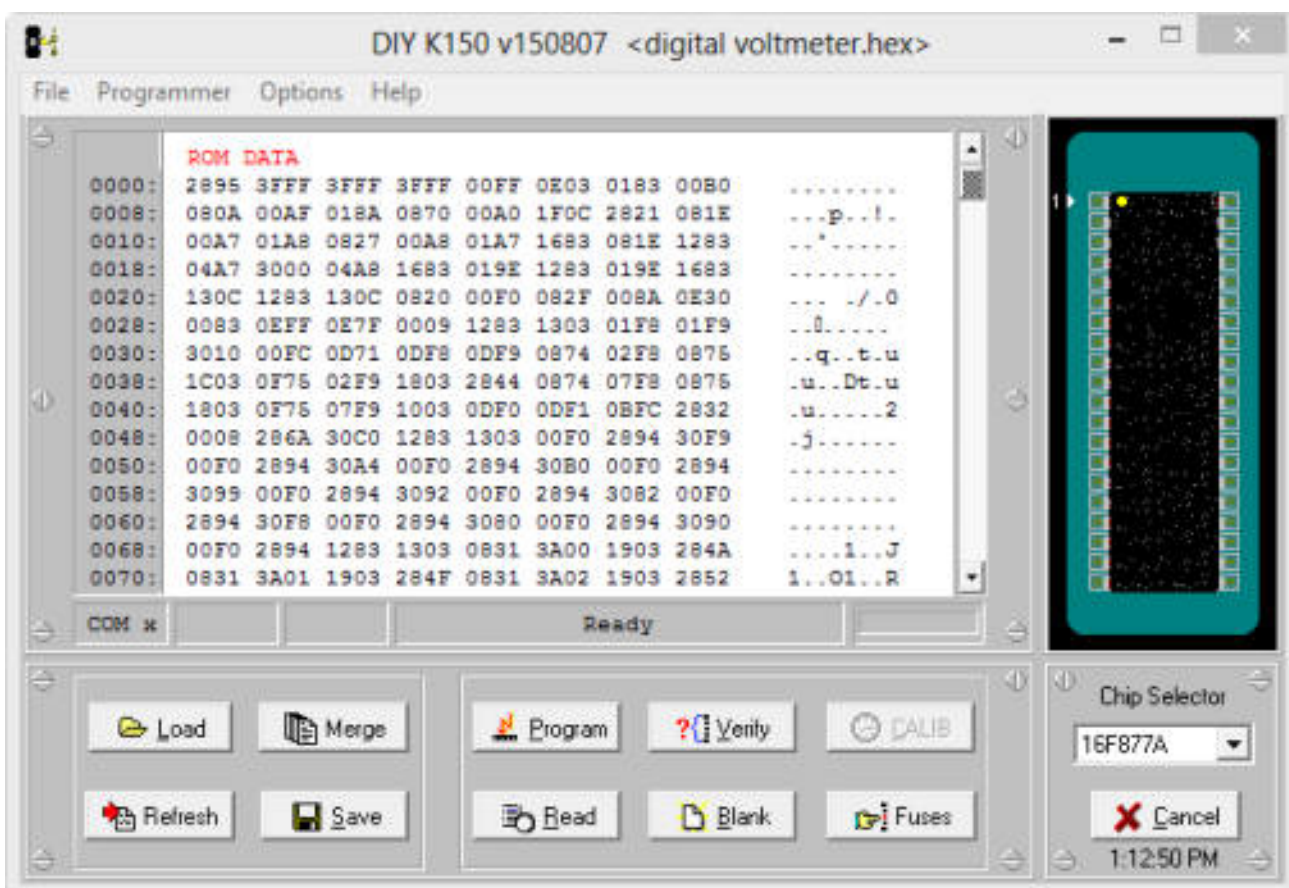 DIY K150 v150807 <digital voltmeter.hex>
File Programmer Options Help
ROM DATA
0000: 2895 3FFF 3FFF 3FFF 00FF 0E03 0183 00B0 ........
0008: 080A 00AF 018A 0870 00A0 1F0C 2821 081E ...p..!.
0010: 00A7 01A8 0827 00A8 01A7 1683 081E 1283 ..'.....
0018: 04A7 3000 04A8 1683 019E 1283 019E 1683 ........
0020: 130C 1283 130C 0820 00F0 082F 008A 0E30 ... ./.0
0028: 0083 0EFF 0E7F 0009 1283 1303 01F8 01F9
0030: 3010 00FC 0D71 0DF8 0DF9 0874 02F8 0875 ..q..t.u
0038: 1C03 0F75 02F9 1803 2844 0874 07F8 0875 .u..Dt.u
0040: 1803 0F75 07F9 1003 0DF0 0DF1 0BFC 2832 .u.....2
0048: 0008 286A 30C0 1283 1303 00F0 2894 30F9 .j......
0050: 00F0 2894 30A4 00F0 2894 30B0 00F0 2894 ........
0058: 3099 00F0 2894 3092 00F0 2894 3082 00F0 ........
0060: 2894 30F8 00F0 2894 3080 00F0 2894 3090 ........
0068: 00F0 2894 1283 1303 0831 3A00 1903 284A ....1..J
0070: 0831 3A01 1903 284F 0831 3A02 1903 2852 1..O1..R
COM x Ready
1
Load Merge Program ?{ Verify CALIB
Refresh Save Read Blank Fuses
Chip Selector
16F877A
Cancel
1:12:50 PM